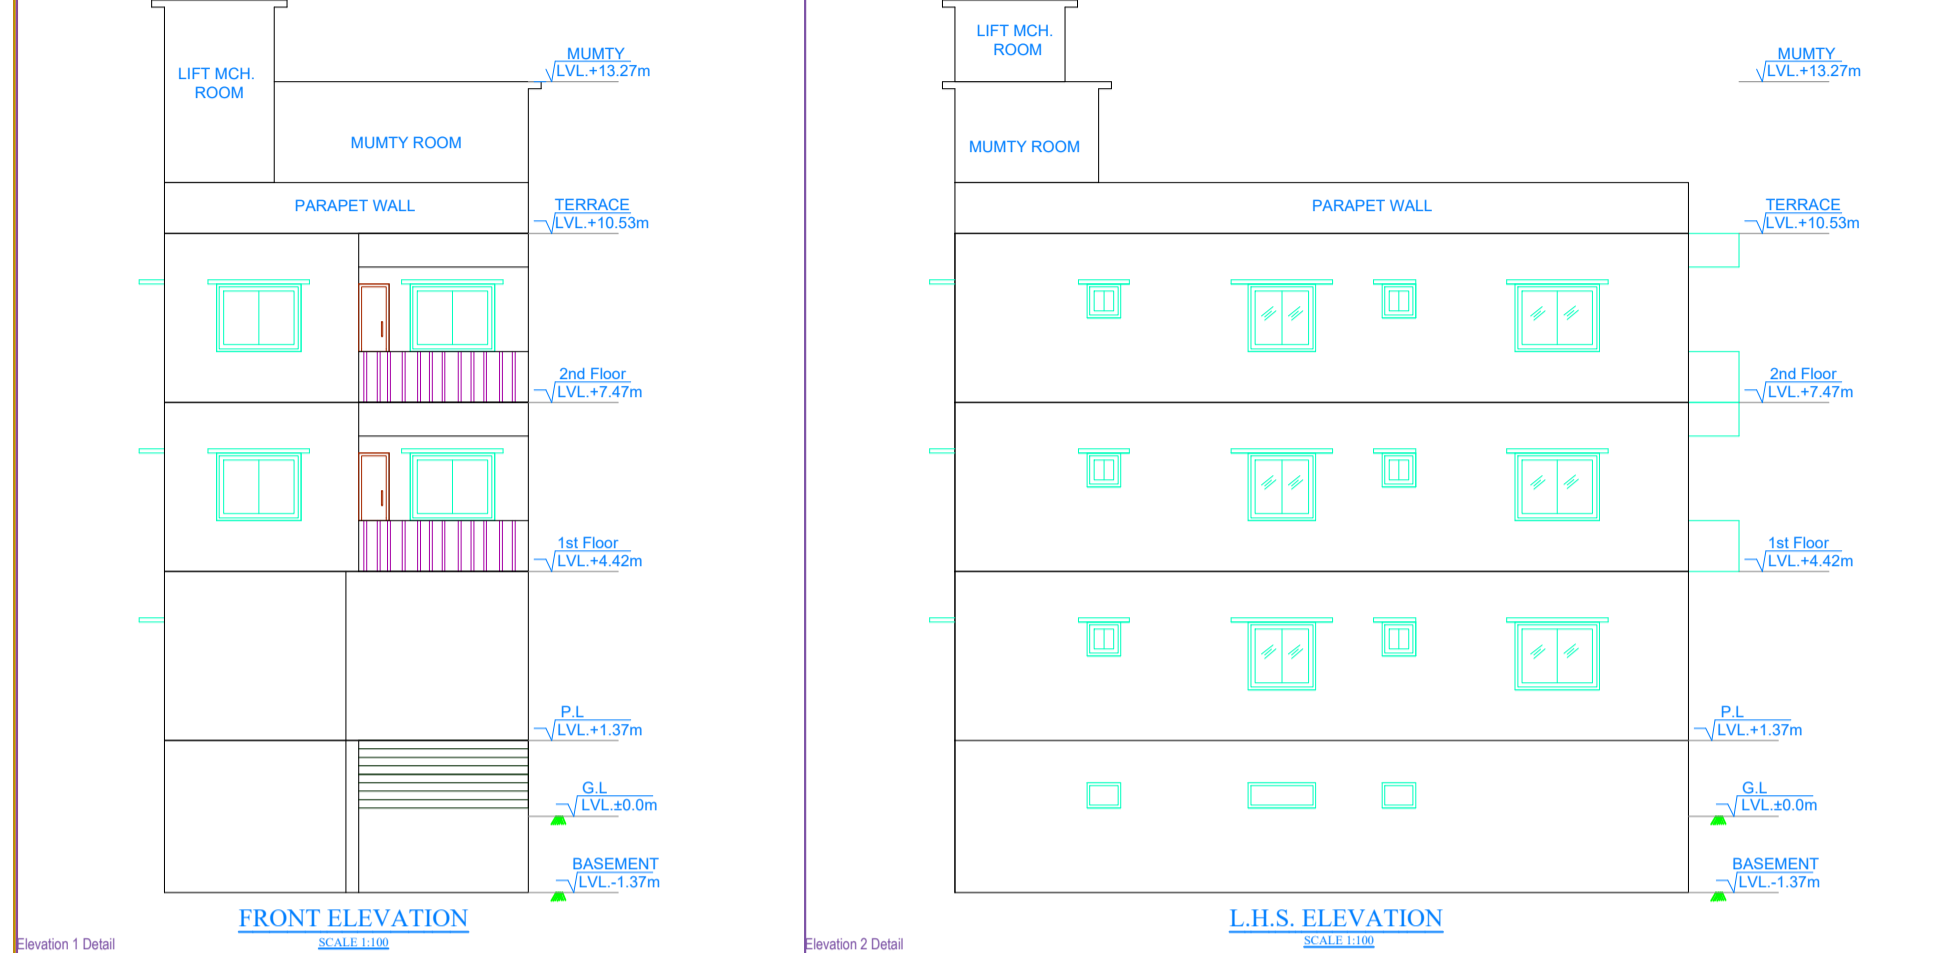 LIFT MCH.
ROOM
MUMTY
LVL.+13.27m
MUMTY ROOM
PARAPET WALL
TERRACE
LVL.+10.53m
2nd Floor
LVL.+7.47m
1st Floor
LVL.+4.42m
P.L
LVL.+1.37m
G.L
LVL.±0.0m
BASEMENT
LVL.-1.37m
FRONT ELEVATION
SCALE 1:100
Elevation 1 Detail
LIFT MCH.
ROOM
MUMTY
LVL.+13.27m
MUMTY ROOM
PARAPET WALL
TERRACE
LVL.+10.53m
2nd Floor
LVL.+7.47m
1st Floor
LVL.+4.42m
P.L
LVL.+1.37m
G.L
LVL.±0.0m
BASEMENT
LVL.-1.37m
L.H.S. ELEVATION
SCALE 1:100
Elevation 2 Detail